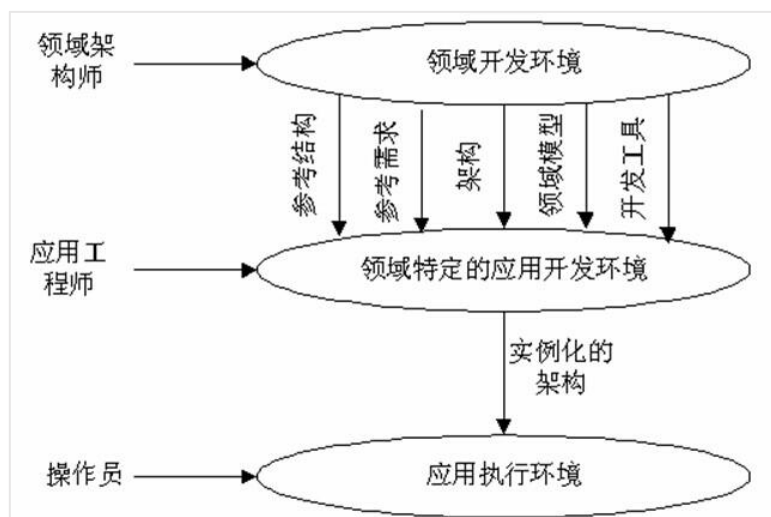 领域架
构师
领域开发环境
参考结构
参考需求
架构
领域模型
开发工具
应用工
程师
领域特定的应用开发环境
实例化的
架构
操作员
应用执行环境